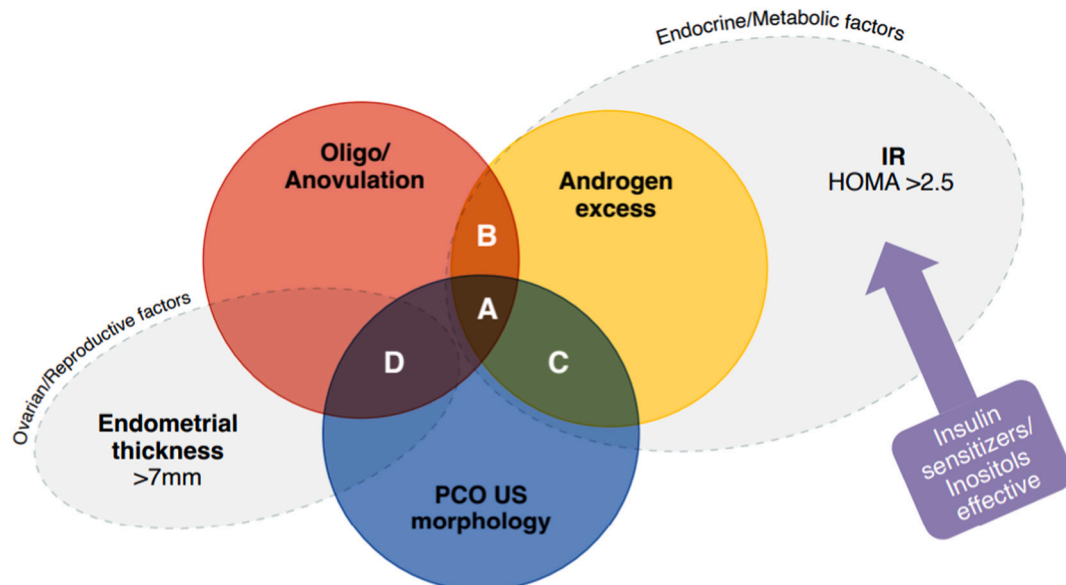 Endocrine/Metabolic factors
Oligo/
Anovulation
Androgen
excess
IR
HOMA >2.5
B
A
D
C
Ovarian/Reproductive factors
Endometrial
thickness
>7mm
PCO US
morphology
Insulin
sensitizers/
Inositols
effective